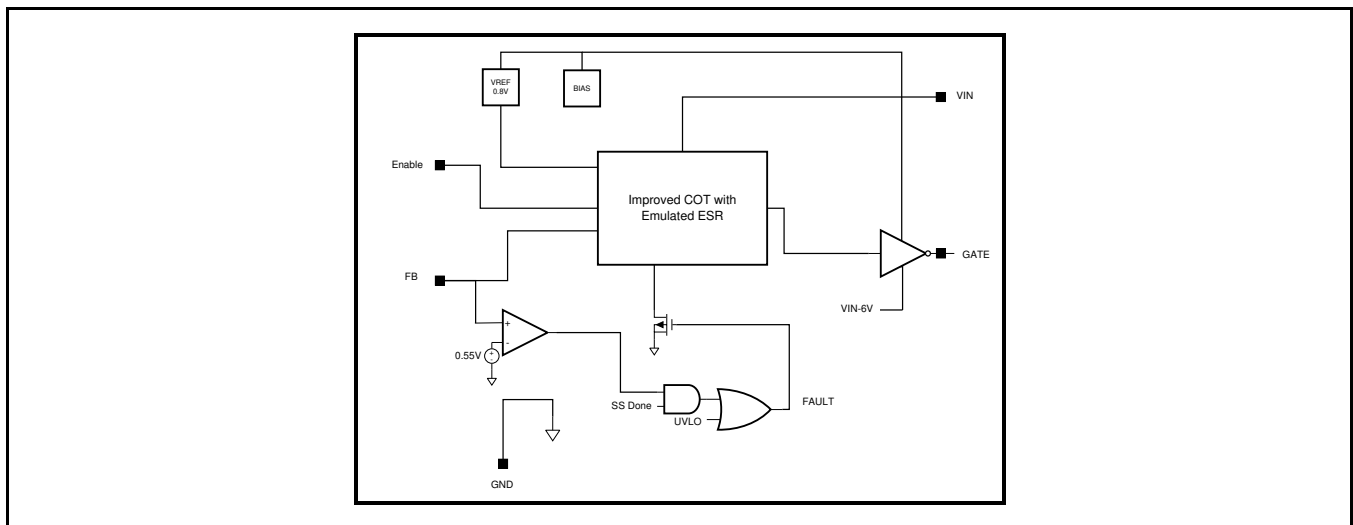 VREF
0.8V
BIAS
VIN
Enable
Improved COT with
Emulated ESR
GATE
FB
VIN-6V
+
-
0.55V
+
-
SS Done
UVLO
FAULT
GND